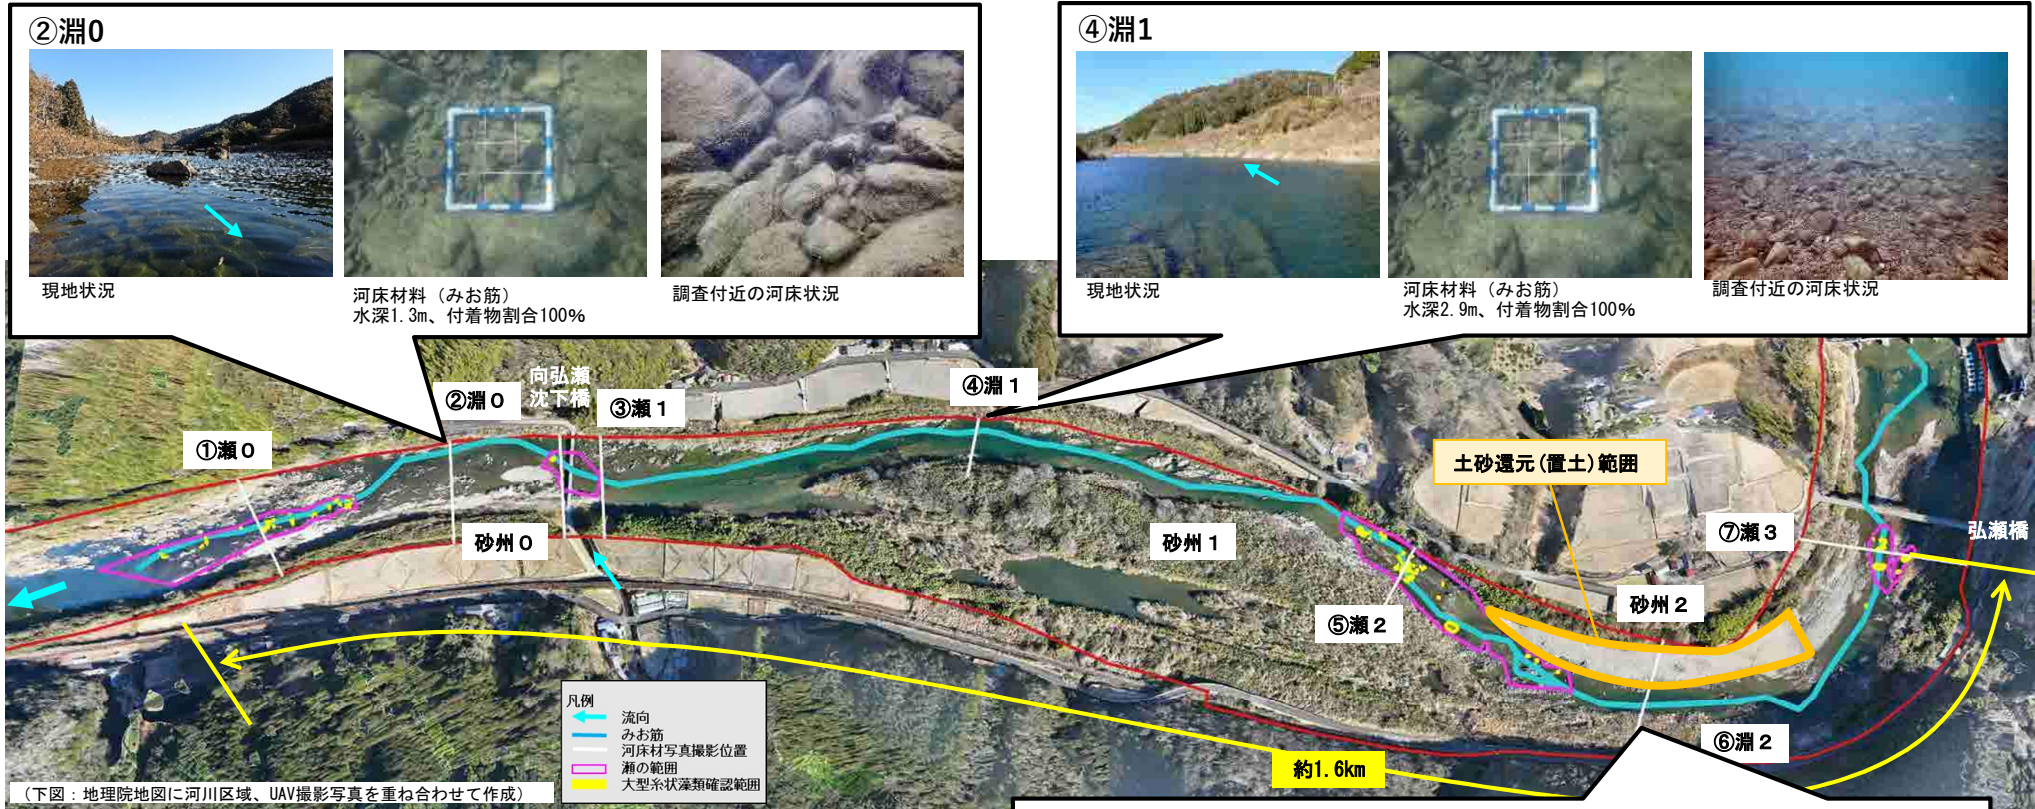 ②淵0
現地状況
河床材料（みお筋）
水深1.3m、付着物割合100%
調査付近の河床状況
④淵1
現地状況
河床材料（みお筋）
水深2.9m、付着物割合100%
調査付近の河床状況
①瀬０
②淵０
向弘瀬
沈下橋
③瀬１
④淵１
土砂還元(置土)範囲
砂州０
砂州１
⑦瀬３
弘瀬橋
砂州２
⑤瀬２
⑥淵２
約1.6km
凡例
流向
みお筋
河床材写真撮影位置
瀬の範囲
大型糸状藻類確認範囲
（下図：地理院地図に河川区域、UAV撮影写真を重ね合わせて作成）